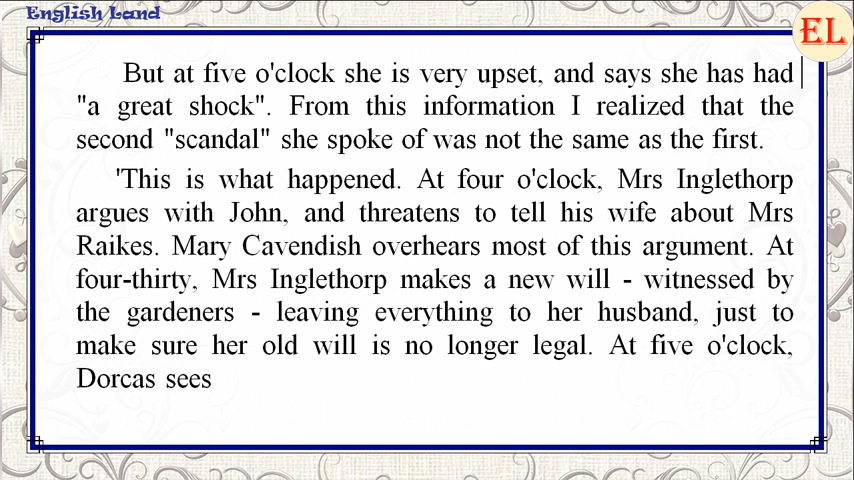 English Land
EL
But at five o'clock she is very upset, and says she has had
"a great shock". From this information I realized that the
second "scandal" she spoke of was not the same as the first.
'This is what happened. At four o'clock, Mrs Inglethorp
argues with John, and threatens to tell his wife about Mrs
Raikes. Mary Cavendish overhears most of this argument. At
four-thirty, Mrs Inglethorp makes a new will - witnessed by
the gardeners - leaving everything to her husband, just to
make sure her old will is no longer legal. At five o'clock,
Dorcas sees